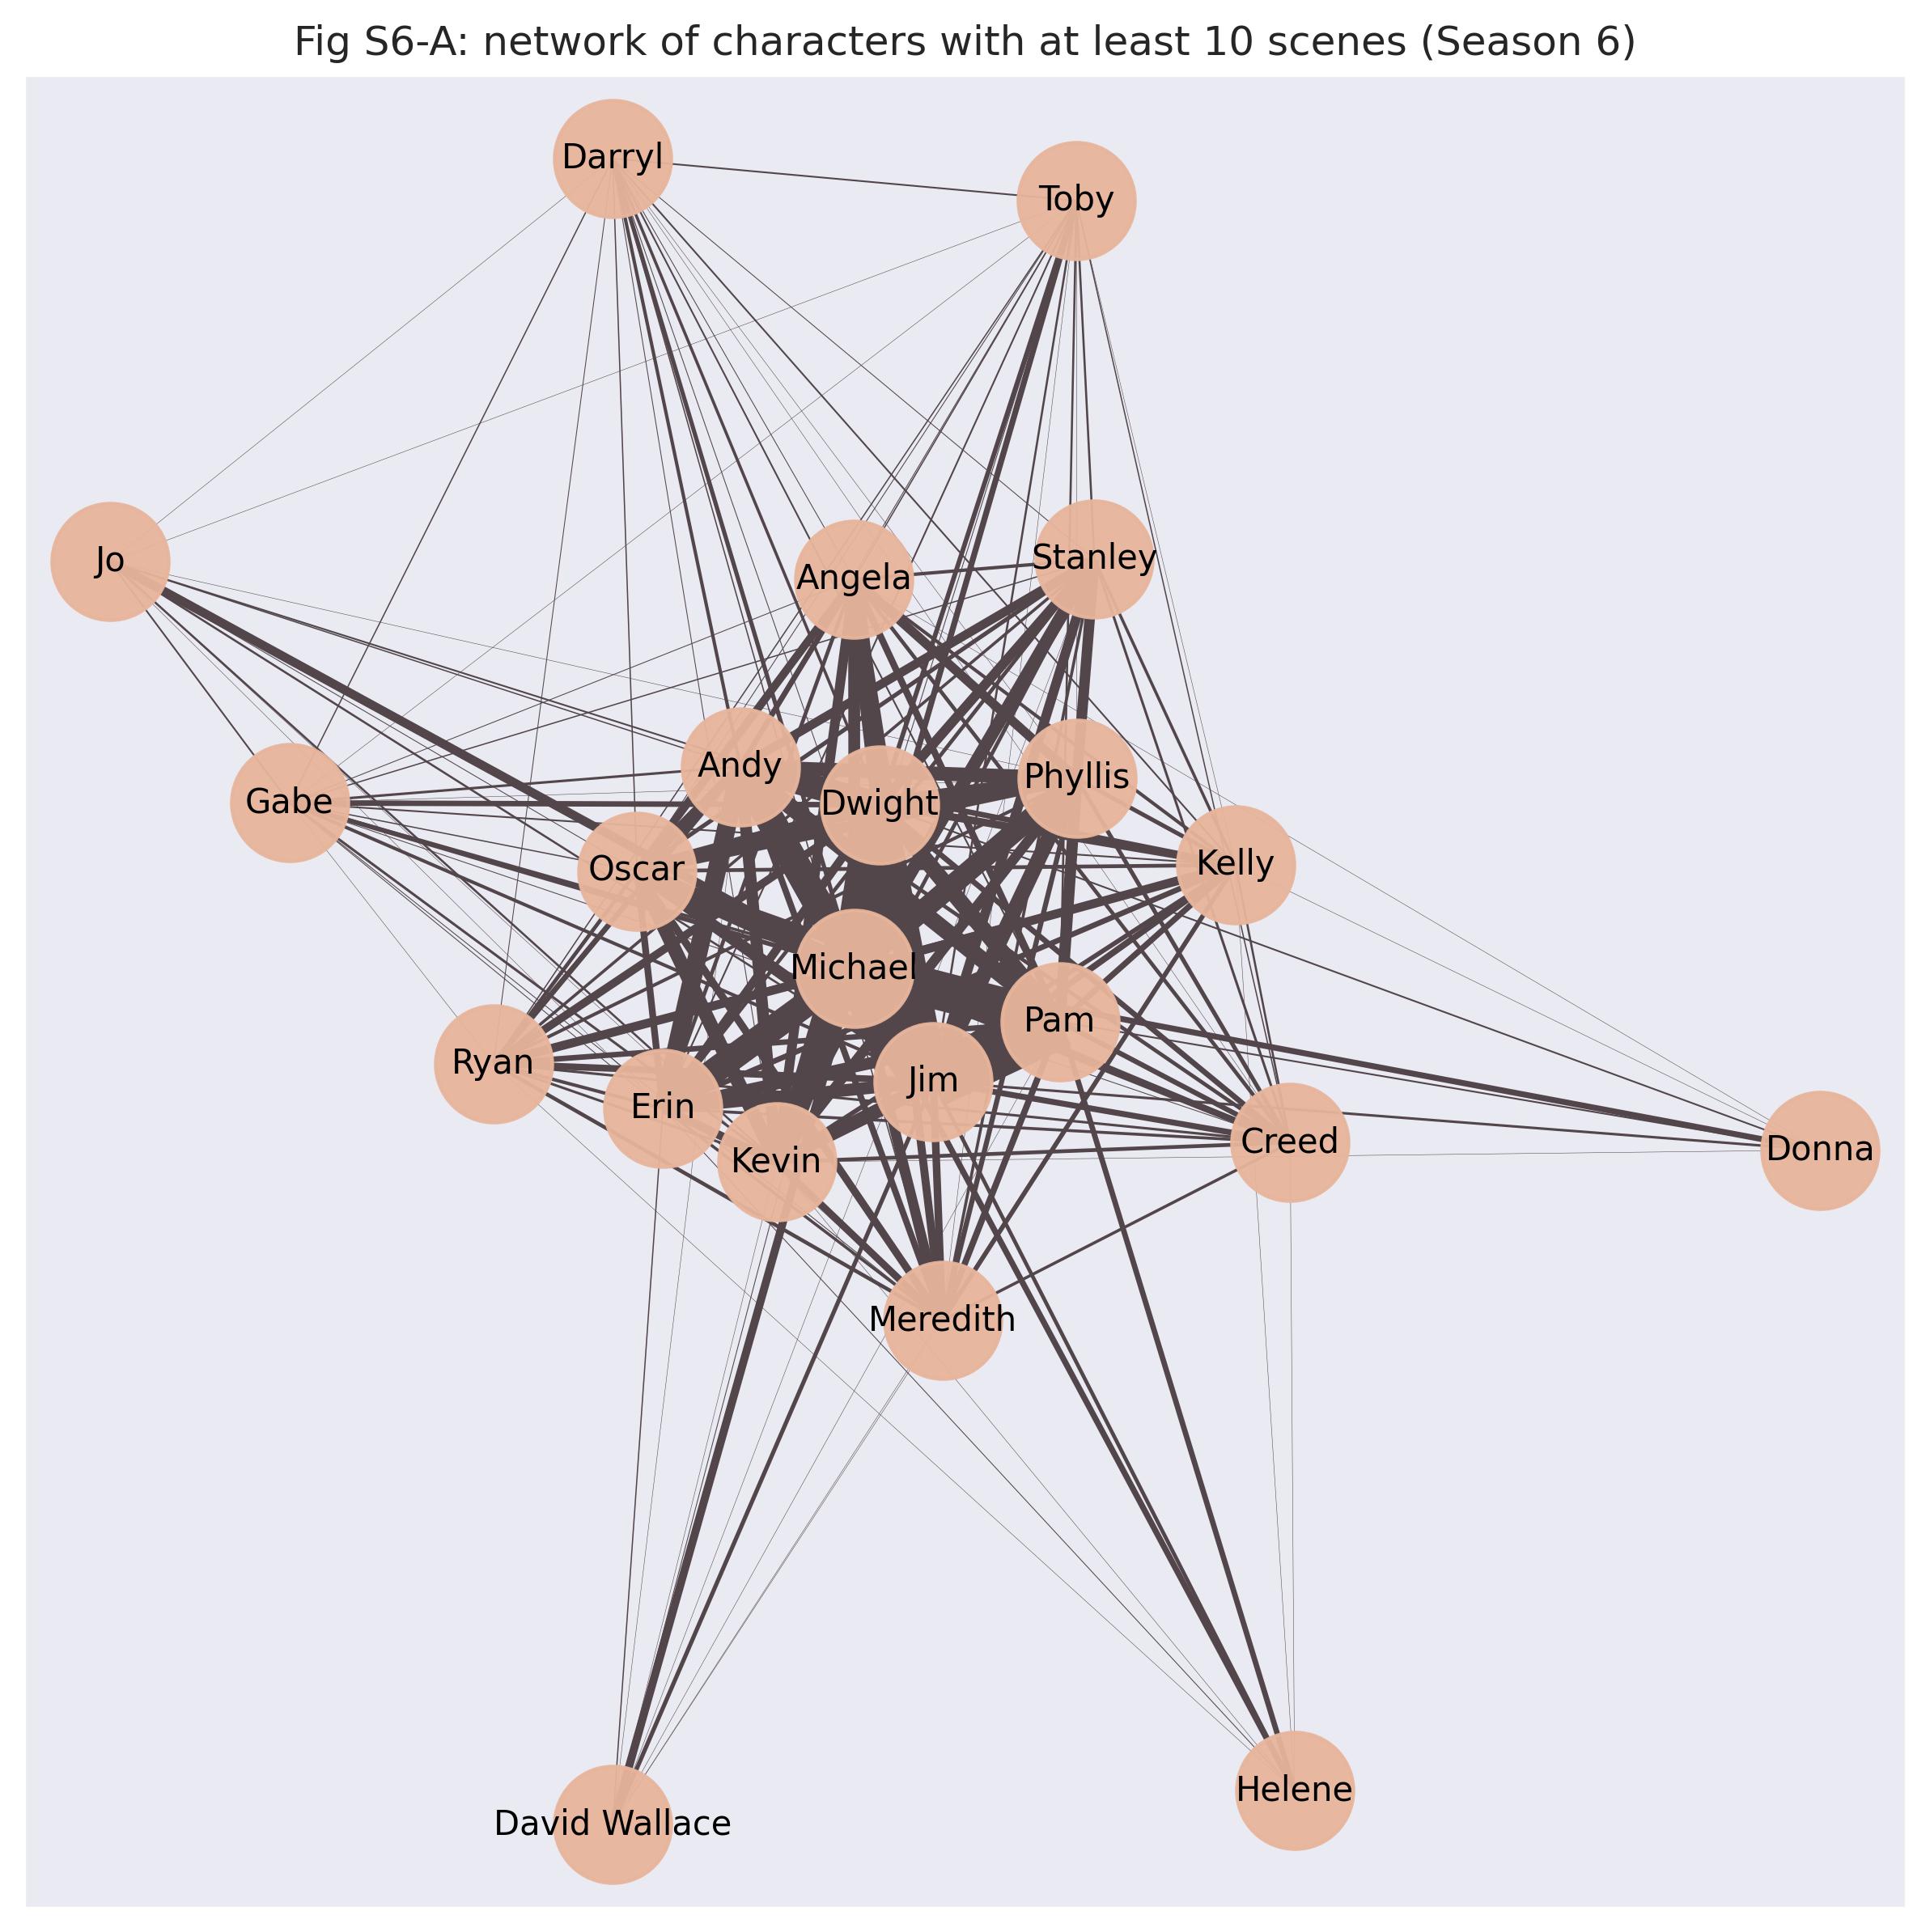 Fig S6-A: network of characters with at least 10 scenes (Season 6)
Darryl
Toby
Jo
Stanley
Angela
Andy
Phyllis
Gabe
Dwight
Oscar
Kelly
Michael
Pam
Ryan
Jim
Erin
Kevin
Creed
Donna
Meredith
Helene
David Wallace